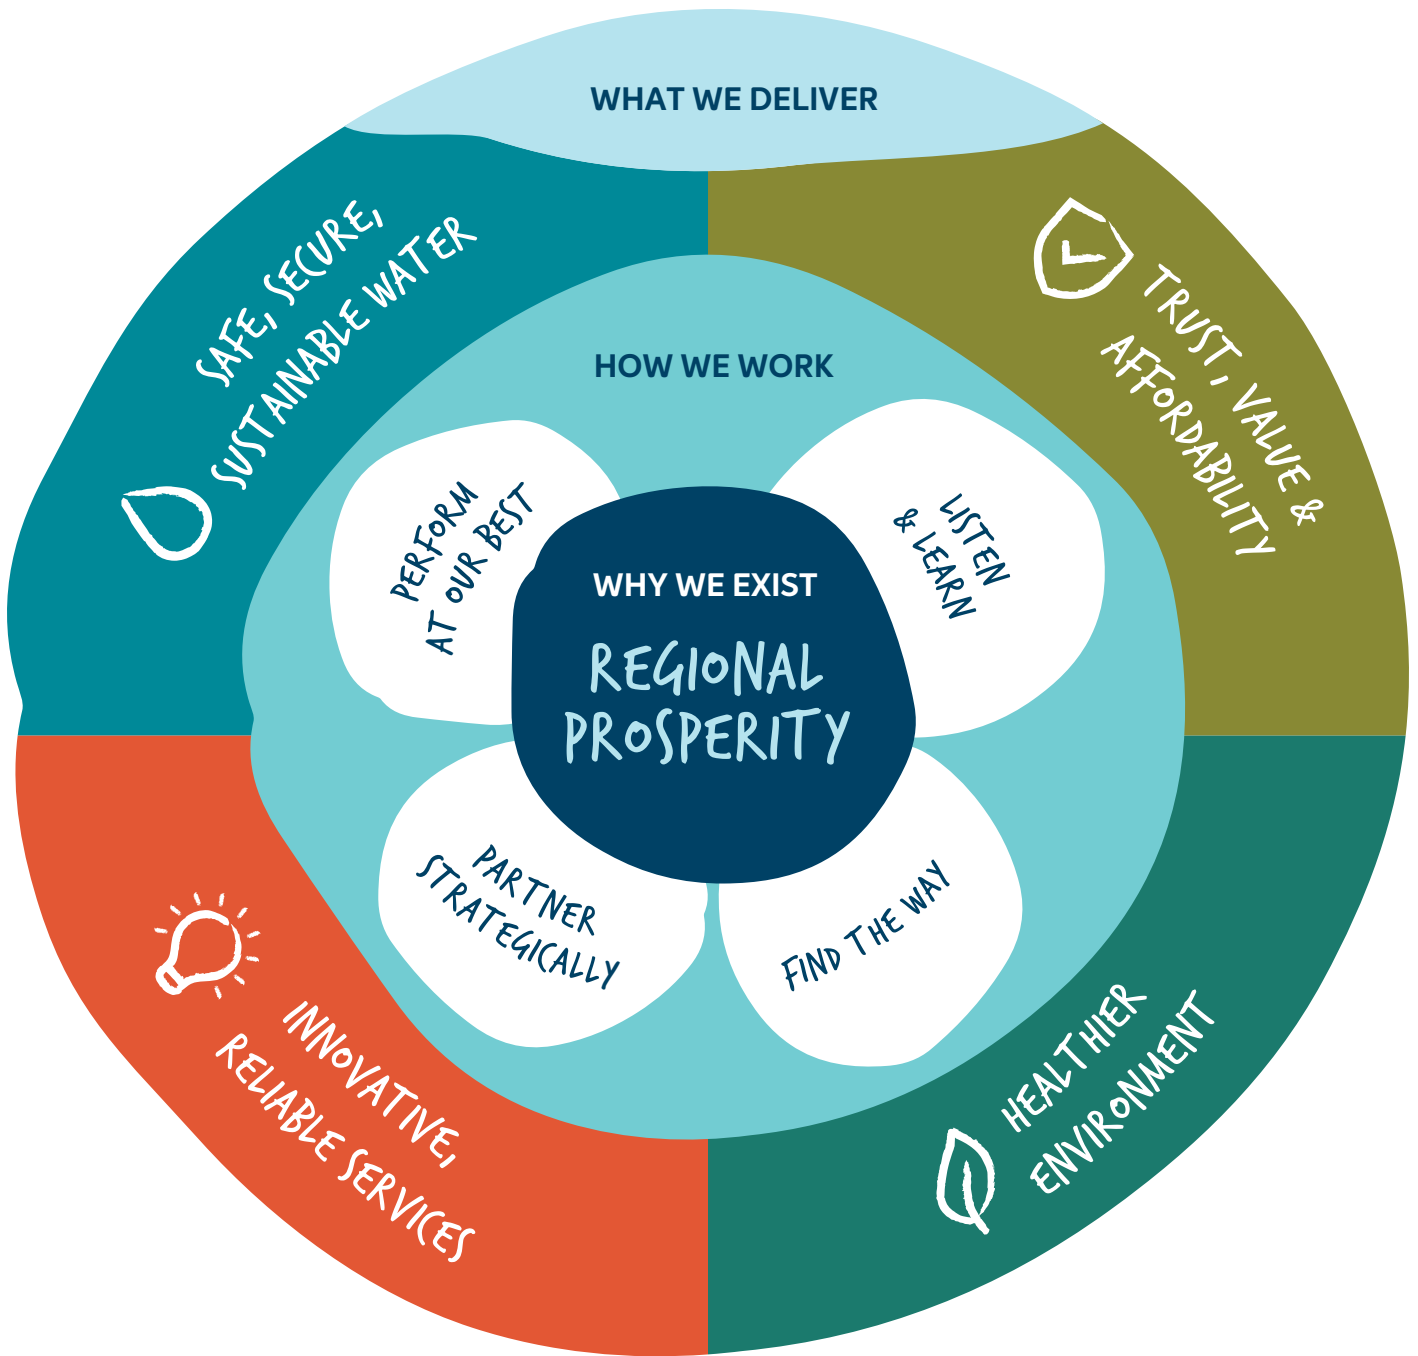 WHAT WE DELIVER
SAFE, SECURE,
SUSTAINABLE WATER
TRUST, VALUE &
AFFORDABILITY
HOW WE WORK
PERFORM
AT OUR BEST
LISTEN
& LEARN
WHY WE EXIST
REGIONAL
PROSPERITY
PARTNER
STRATEGICALLY
FIND THE WAY
INNOVATIVE,
RELIABLE SERVICES
HEALTHIER
ENVIRONMENT